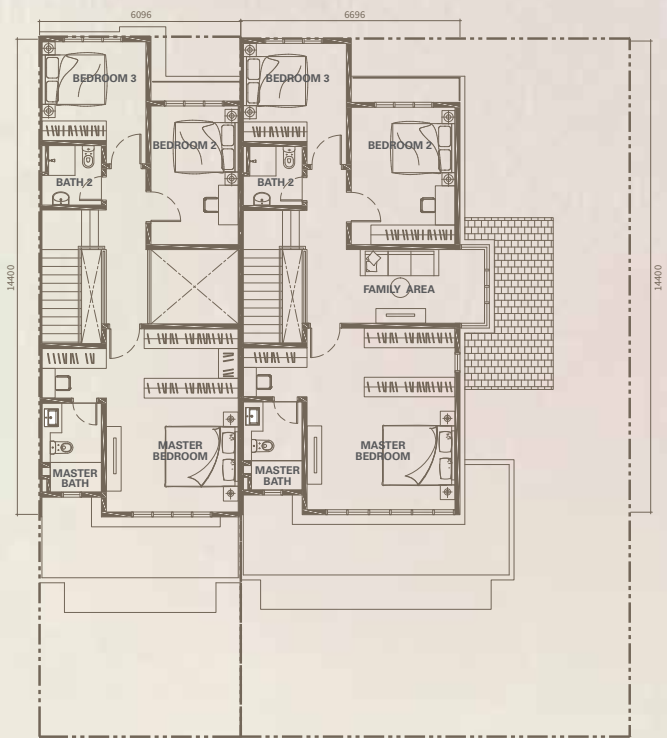 6096
6696
BEDROOM 3
BEDROOM 3
BEDROOM 2
BEDROOM 2
BATH 2
BATH 2
14400
14400
FAMILY AREA
MASTER
BEDROOM
MASTER
BEDROOM
MASTER
BATH
MASTER
BATH